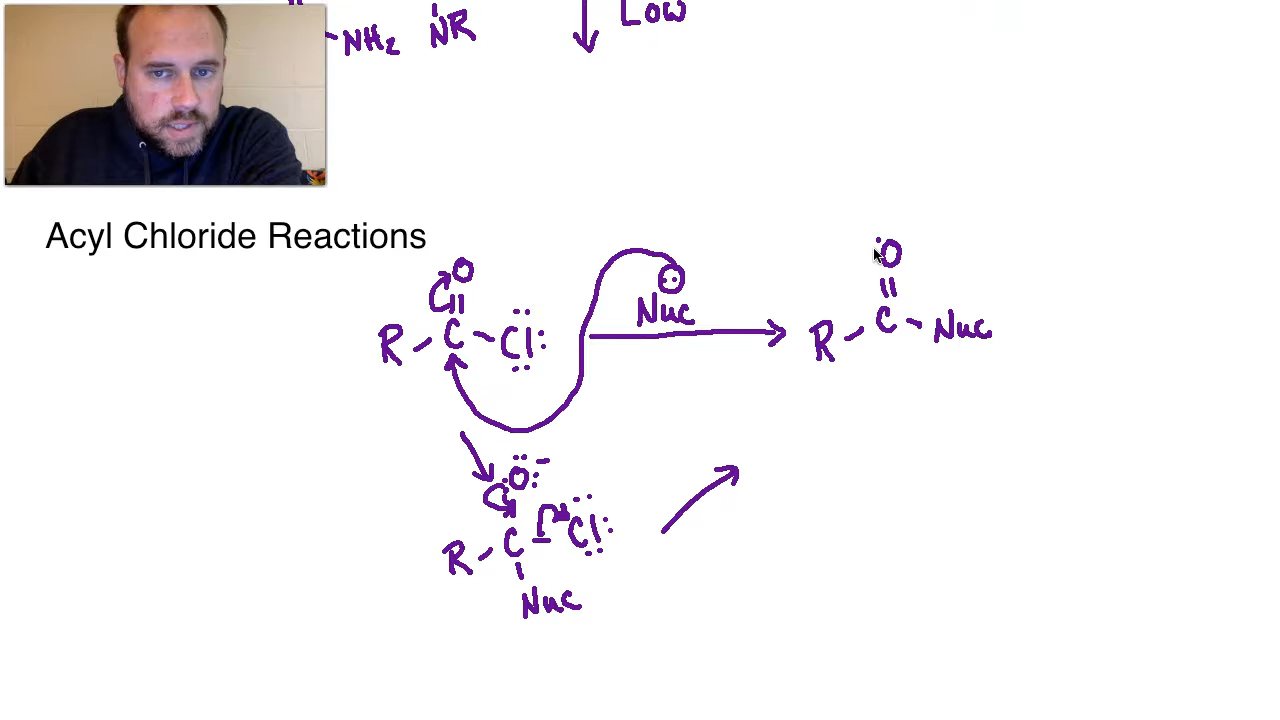 NH2 NR Low
Acyl Chloride Reactions
O
||
R - C - Cl
Nuc
O
||
R - C - Nuc
O -
R - C - Cl
Nuc